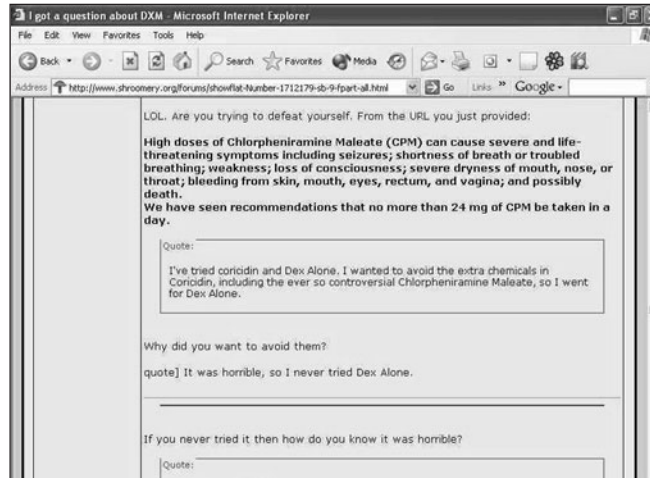 I got a question about DXM - Microsoft Internet Explorer
File Edit View Favorites Tools Help
Back Search Favorites Media
Address http://www.shroomery.org/forums/showflat-Number-1712179-sb-9-fpart-all.html Go Links » Google
LOL. Are you trying to defeat yourself. From the URL you just provided:
High doses of Chlorpheniramine Maleate (CPM) can cause severe and life-
threatening symptoms including seizures; shortness of breath or troubled
breathing; weakness; loss of consciousness; severe dryness of mouth, nose, or
throat; bleeding from skin, mouth, eyes, rectum, and vagina; and possibly
death.
We have seen recommendations that no more than 24 mg of CPM be taken in a
day.
Quote:
I've tried coricidin and Dex Alone. I wanted to avoid the extra chemicals in
Coricidin, including the ever so controversial Chlorpheniramine Maleate, so I went
for Dex Alone.
Why did you want to avoid them?
quote] It was horrible, so I never tried Dex Alone.
If you never tried it then how do you know it was horrible?
Quote: